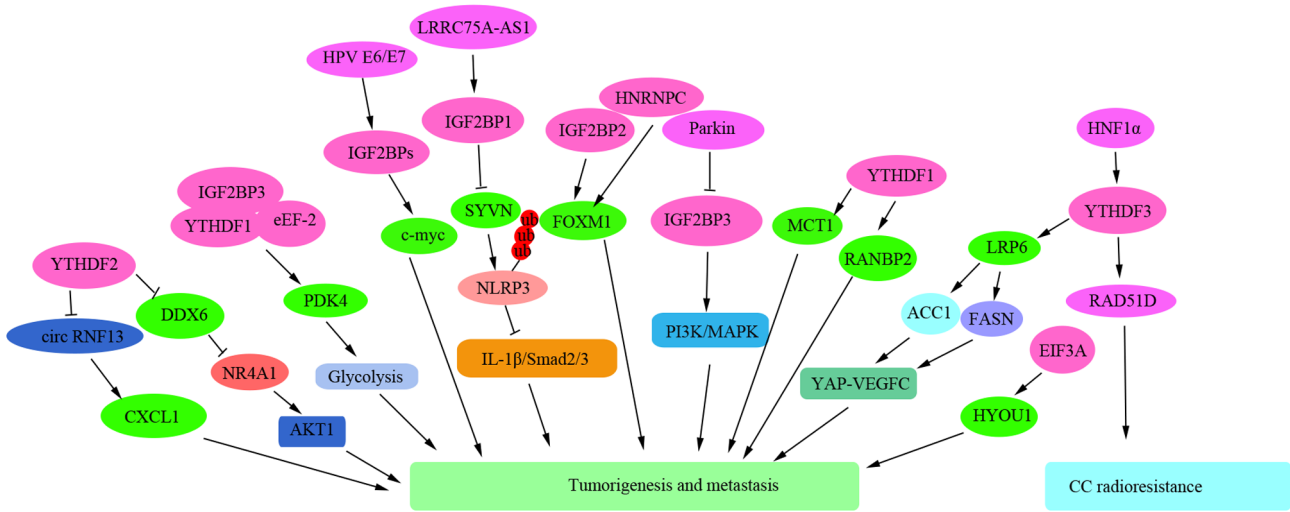 LRRC75A-AS1
HPV E6/E7
HNRNPC
IGF2BP1
IGF2BP2
Parkin
HNF1α
IGF2BPs
YTHDF1
IGF2BP3
YTHDF1
eEF-2
SYVN
ub
ub
ub
FOXM1
IGF2BP3
MCT1
YTHDF3
c-myc
LRP6
RANBP2
YTHDF2
NLRP3
PDK4
RAD51D
DDX6
ACC1
FASN
circ RNF13
PI3K/MAPK
EIF3A
IL-1β/Smad2/3
NR4A1
Glycolysis
YAP-VEGFC
CXCL1
HYOU1
AKT1
Tumorigenesis and metastasis
CC radioresistance